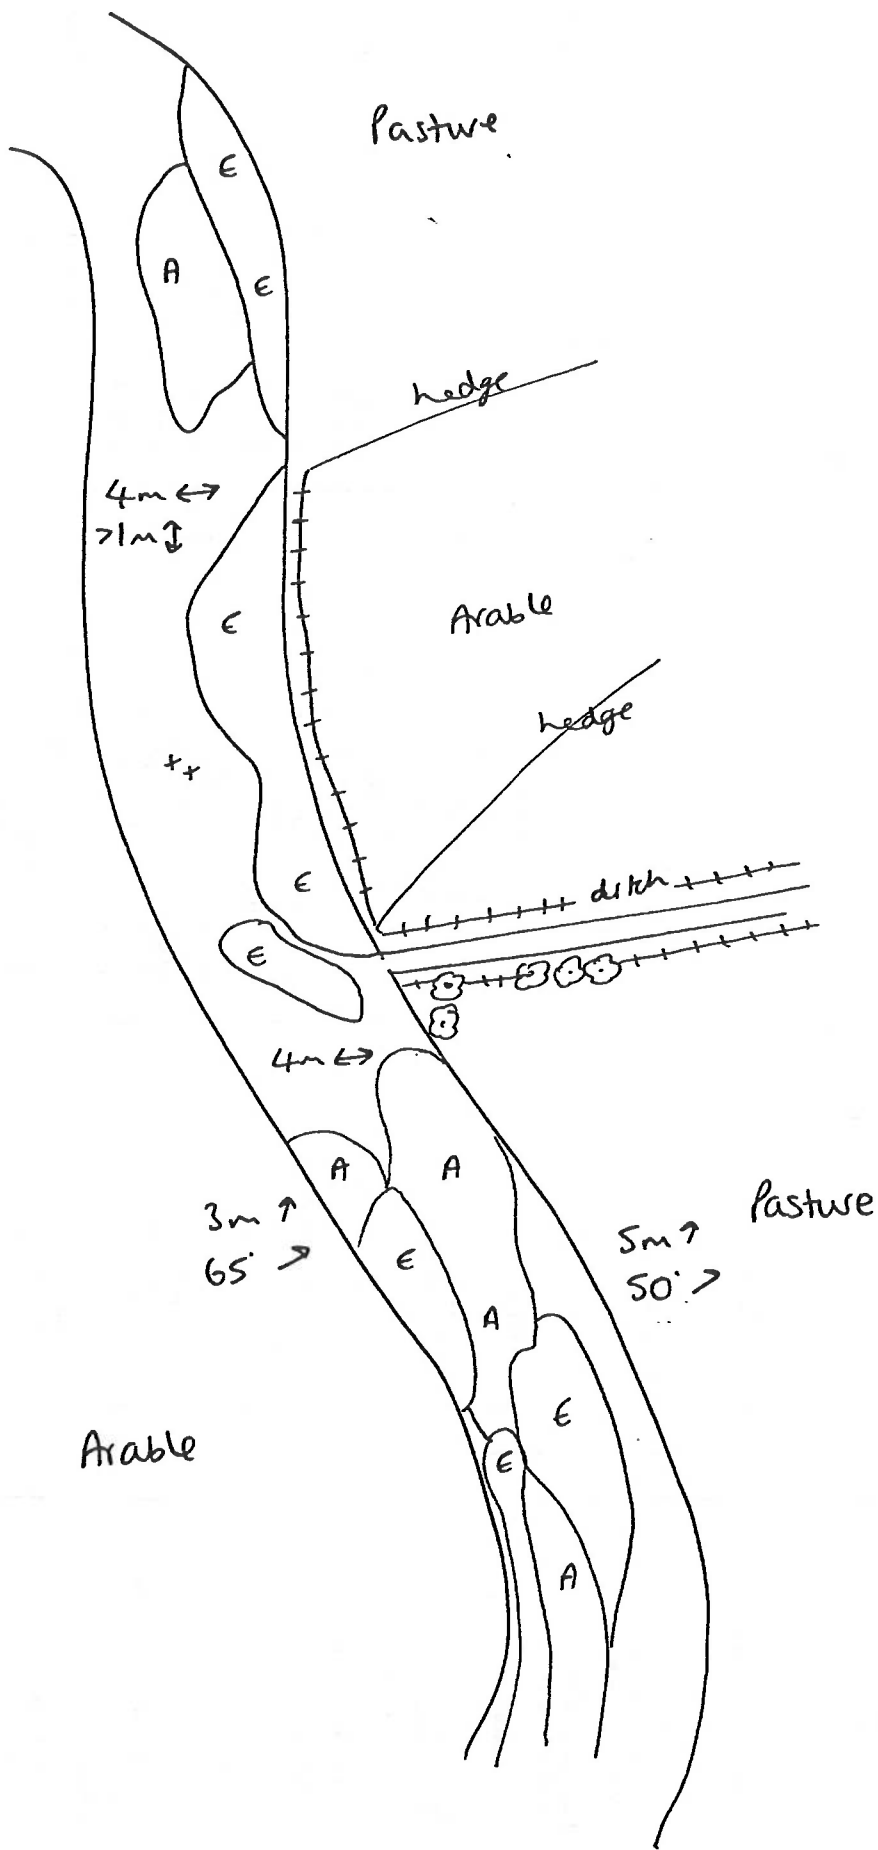 Pasture
E
A
E
hedge
4m ↔
>1m ↕
E
Arable
hedge
++
E
ditch
E
4m ↔
A
A
3m ↑
65° ↗
Pasture
5m ↑
50° ↗
E
A
E
Arable
E
A